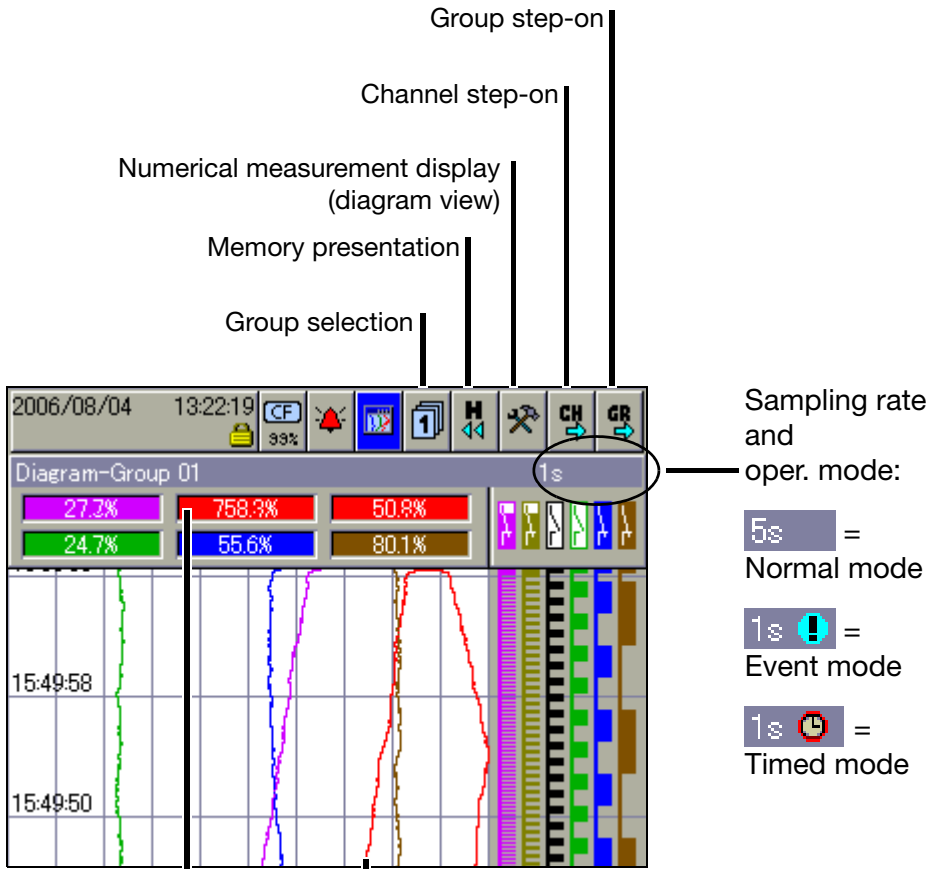 Group step-on
Channel step-on
Numerical measurement display
(diagram view)
Memory presentation
Group selection
2006/08/04 13:22:19 CF 99% 1 H CH GR
Diagram-Group 01 1s
27.7% 758.3% 50.8%
24.7% 55.6% 80.1%
15:49:58
15:49:50
Sampling rate
and
oper. mode:
5s =
Normal mode
1s ! =
Event mode
1s =
Timed mode